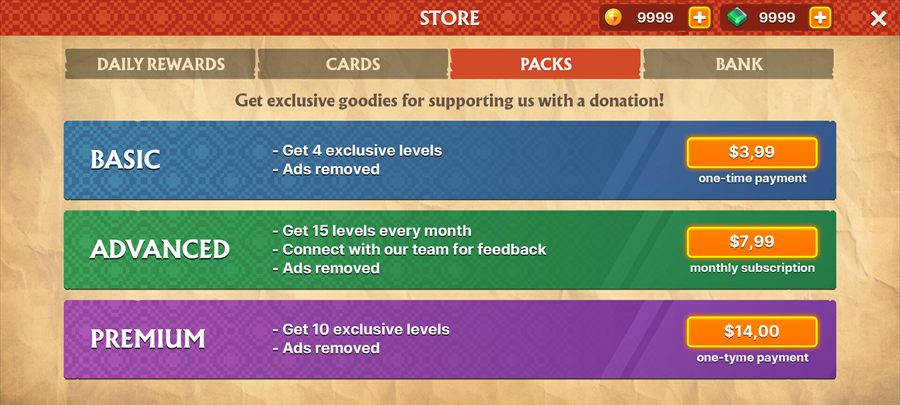 STORE
9999
9999
DAILY REWARDS
CARDS
PACKS
BANK
Get exclusive goodies for supporting us with a donation!
BASIC
- Get 4 exclusive levels
- Ads removed
$3,99
one-time payment
ADVANCED
- Get 15 levels every month
- Connect with our team for feedback
- Ads removed
$7,99
monthly subscription
PREMIUM
- Get 10 exclusive levels
- Ads removed
$14,00
one-tyme payment